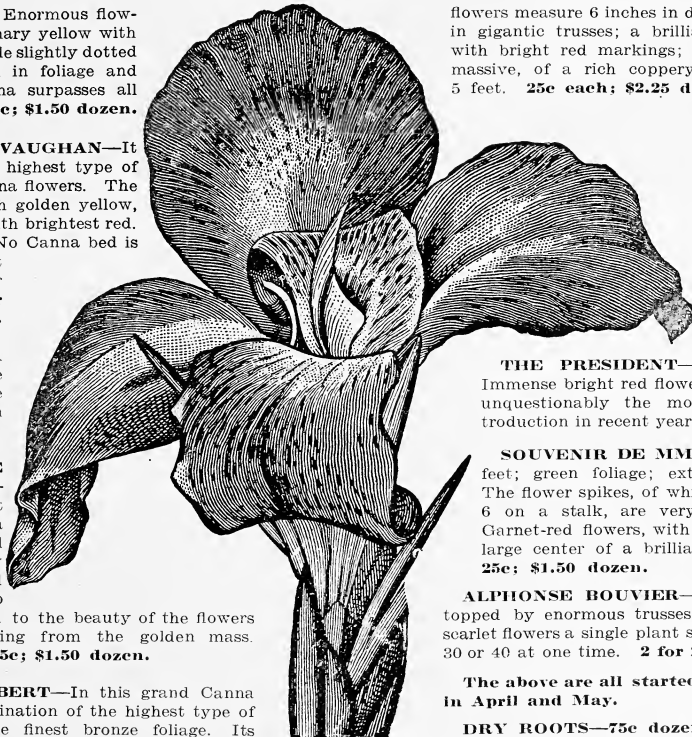 Enormous flow-
nary yellow with
le slightly dotted
in foliage and
na surpasses all
c; $1.50 dozen.
VAUGHAN—It
highest type of
na flowers. The
n golden yellow,
th brightest red.
No Canna bed is
to the beauty of the flowers
ing from the golden mass.
5c; $1.50 dozen.
BERT—In this grand Canna
ination of the highest type of
e finest bronze foliage. Its
flowers measure 6 inches in d
in gigantic trusses; a brillia
with bright red markings;
massive, of a rich coppery
5 feet. 25c each; $2.25 d
THE PRESIDENT—
Immense bright red flowe
unquestionably the mo
troduction in recent year
SOUVENIR DE MM
feet; green foliage; ext
The flower spikes, of whi
6 on a stalk, are very
Garnet-red flowers, with
large center of a brillia
25c; $1.50 dozen.
ALPHONSE BOUVIER—
topped by enormous trusses
scarlet flowers a single plant s
30 or 40 at one time. 2 for
The above are all started
in April and May.
DRY ROOTS—75c dozen